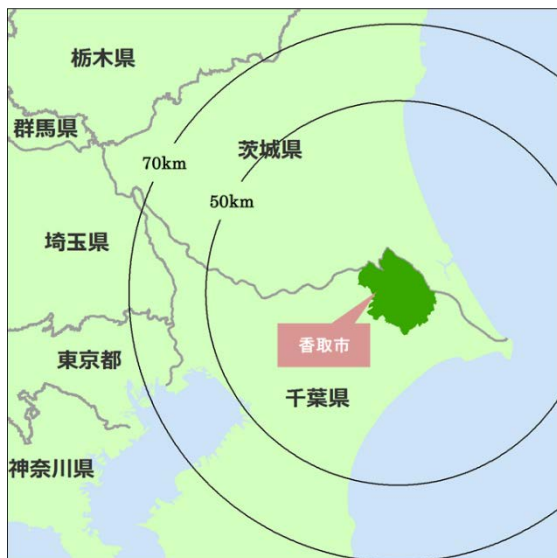 栃木県
群馬県
茨城県
70km
50km
埼玉県
香取市
東京都
千葉県
神奈川県